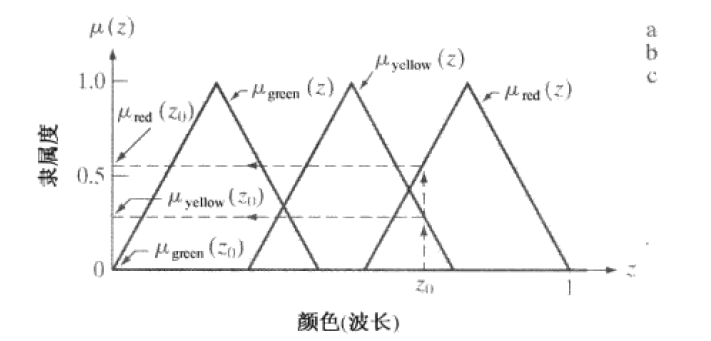 μ(z)
a
b
c
1.0
μgreen(z)
μyellow(z)
μred(z)
μred(z0)
隶属度
0.5
μyellow(z0)
μgreen(z0)
0
z0
1
z
颜色(波长)